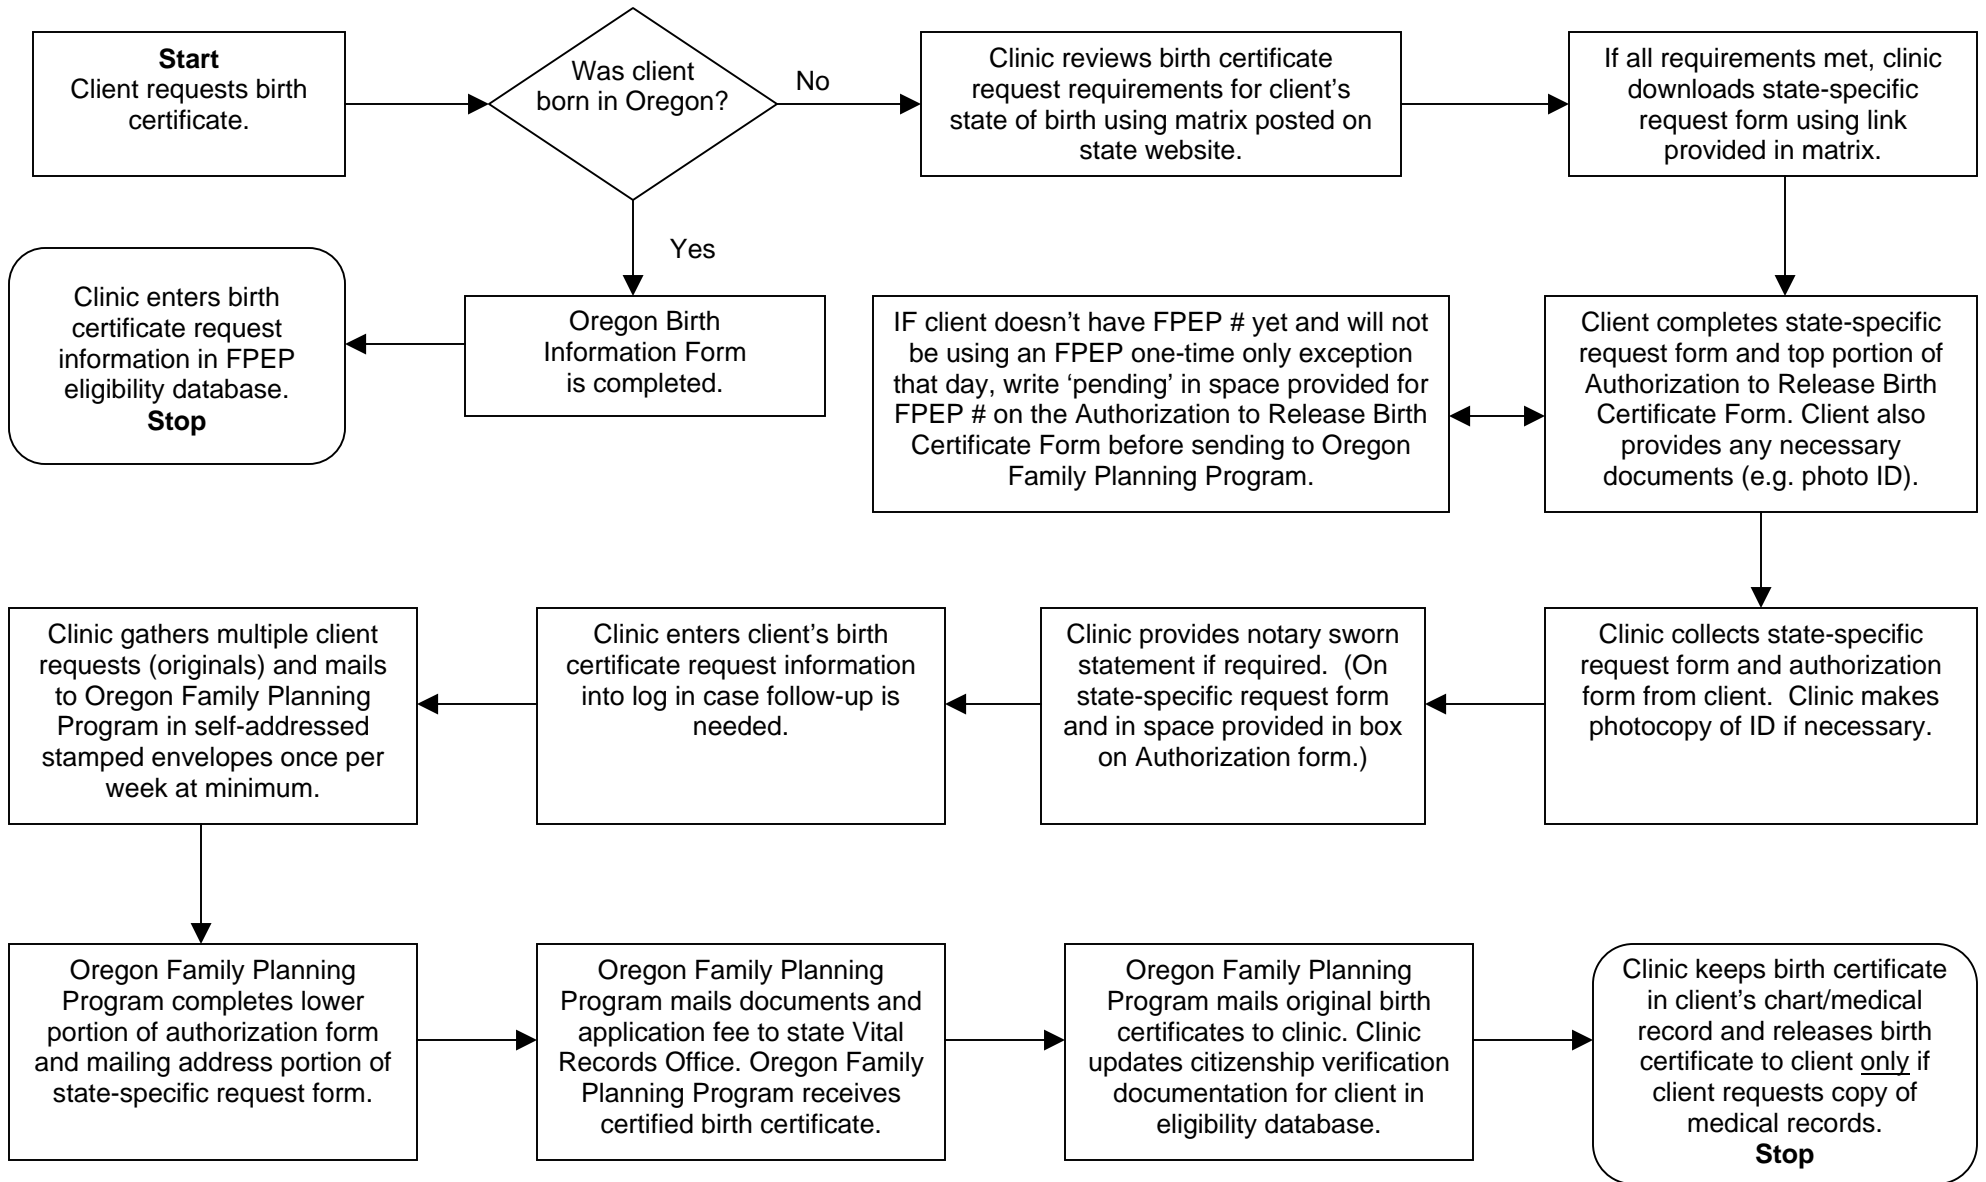 Start
Client requests birth
certificate.
Was client
born in Oregon?
No
Clinic reviews birth certificate
request requirements for client’s
state of birth using matrix posted on
state website.
If all requirements met, clinic
downloads state-specific
request form using link
provided in matrix.
Yes
Clinic enters birth
certificate request
information in FPEP
eligibility database.
Stop
Oregon Birth
Information Form
is completed.
IF client doesn’t have FPEP # yet and will not
be using an FPEP one-time only exception
that day, write ‘pending’ in space provided for
FPEP # on the Authorization to Release Birth
Certificate Form before sending to Oregon
Family Planning Program.
Client completes state-specific
request form and top portion of
Authorization to Release Birth
Certificate Form. Client also
provides any necessary
documents (e.g. photo ID).
Clinic collects state-specific
request form and authorization
form from client.  Clinic makes
photocopy of ID if necessary.
Clinic provides notary sworn
statement if required.  (On
state-specific request form
and in space provided in box
on Authorization form.)
Clinic enters client’s birth
certificate request information
into log in case follow-up is
needed.
Clinic gathers multiple client
requests (originals) and mails
to Oregon Family Planning
Program in self-addressed
stamped envelopes once per
week at minimum.
Oregon Family Planning
Program completes lower
portion of authorization form
and mailing address portion of
state-specific request form.
Oregon Family Planning
Program mails documents and
application fee to state Vital
Records Office. Oregon Family
Planning Program receives
certified birth certificate.
Oregon Family Planning
Program mails original birth
certificates to clinic. Clinic
updates citizenship verification
documentation for client in
eligibility database.
Clinic keeps birth certificate
in client’s chart/medical
record and releases birth
certificate to client only if
client requests copy of
medical records.
Stop